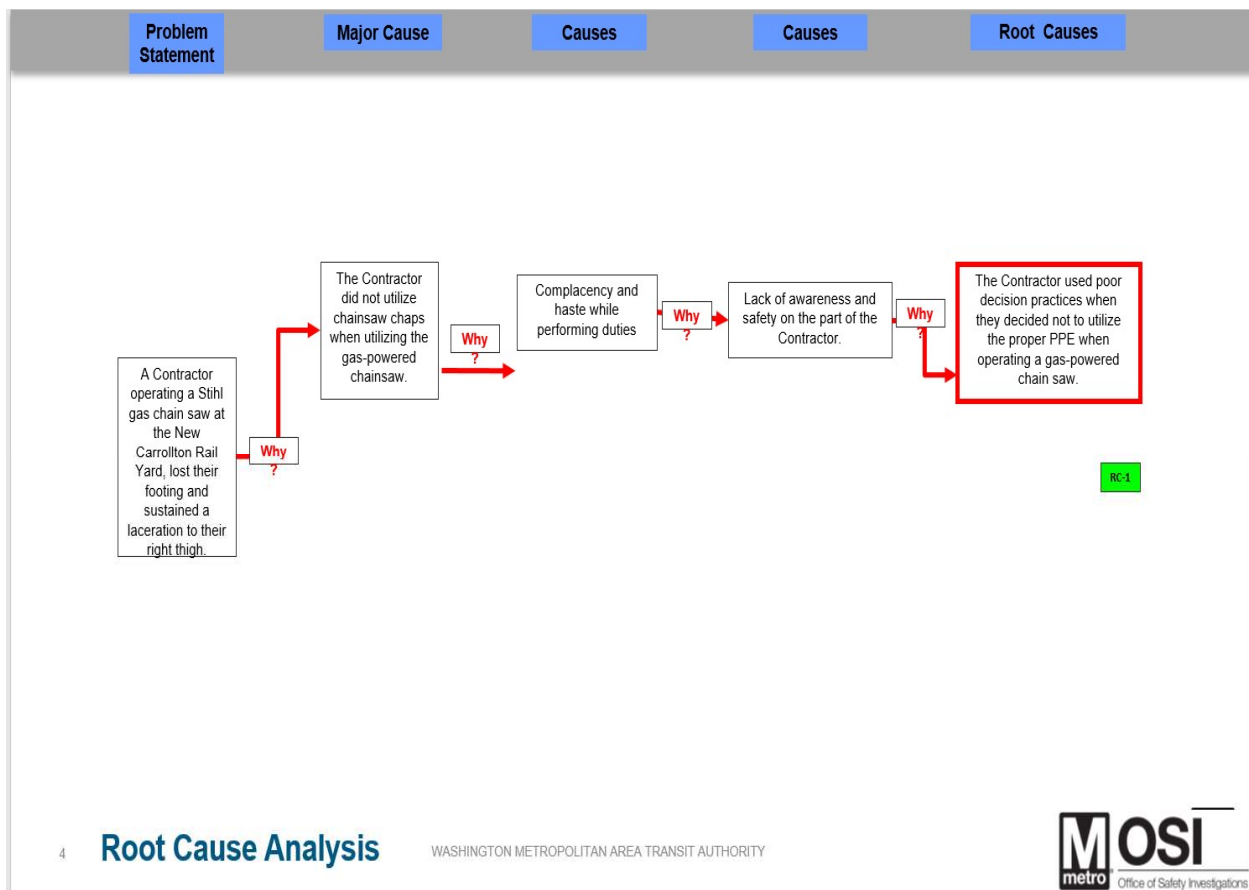 Problem
Statement
Major Cause
Causes
Causes
Root Causes
A Contractor
operating a Stihl
gas chain saw at
the New
Carrollton Rail
Yard, lost their
footing and
sustained a
laceration to their
right thigh.
Why
?
The Contractor
did not utilize
chainsaw chaps
when utilizing the
gas-powered
chainsaw.
Why
?
Complacency and
haste while
performing duties
Why
?
Lack of awareness and
safety on the part of the
Contractor.
Why
?
The Contractor used poor
decision practices when
they decided not to utilize
the proper PPE when
operating a gas-powered
chain saw.
RC-1
4
Root Cause Analysis
WASHINGTON METROPOLITAN AREA TRANSIT AUTHORITY
M
metro
OSI
Office of Safety Investigations